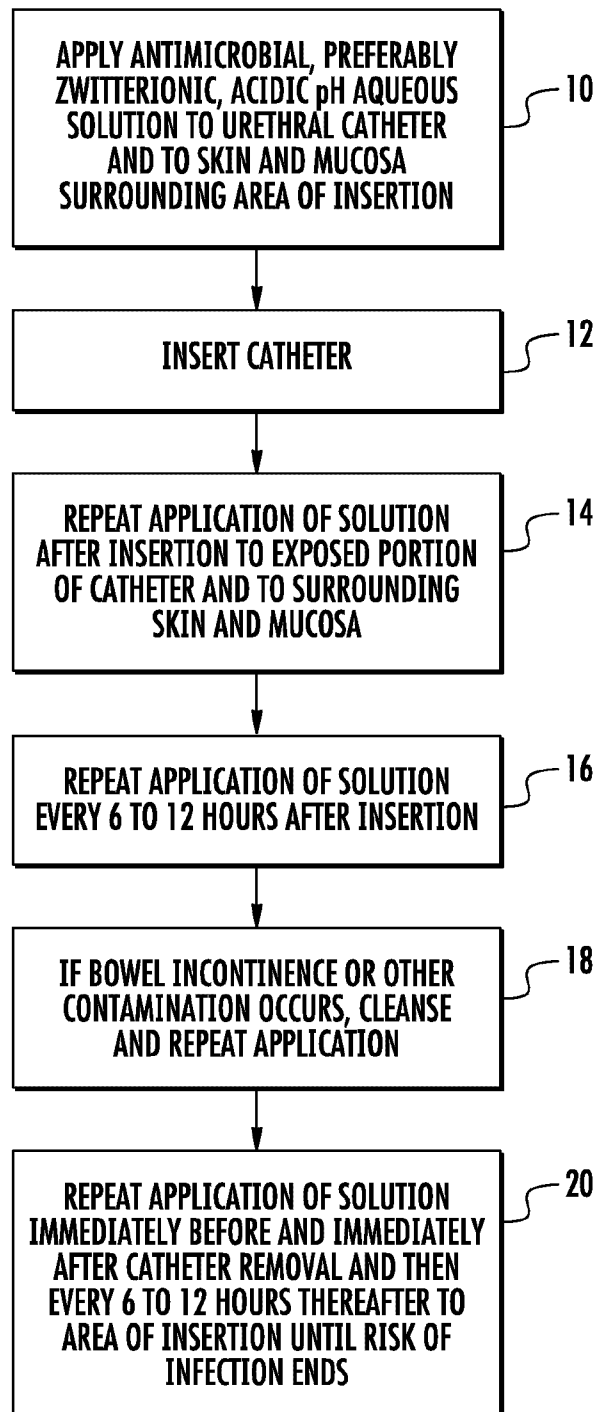 APPLY ANTIMICROBIAL, PREFERABLY
ZWITTERIONIC, ACIDIC pH AQUEOUS
SOLUTION TO URETHRAL CATHETER
AND TO SKIN AND MUCOSA
SURROUNDING AREA OF INSERTION
10
INSERT CATHETER
12
REPEAT APPLICATION OF SOLUTION
AFTER INSERTION TO EXPOSED PORTION
OF CATHETER AND TO SURROUNDING
SKIN AND MUCOSA
14
REPEAT APPLICATION OF SOLUTION
EVERY 6 TO 12 HOURS AFTER INSERTION
16
IF BOWEL INCONTINENCE OR OTHER
CONTAMINATION OCCURS, CLEANSE
AND REPEAT APPLICATION
18
REPEAT APPLICATION OF SOLUTION
IMMEDIATELY BEFORE AND IMMEDIATELY
AFTER CATHETER REMOVAL AND THEN
EVERY 6 TO 12 HOURS THEREAFTER TO
AREA OF INSERTION UNTIL RISK OF
INFECTION ENDS
20